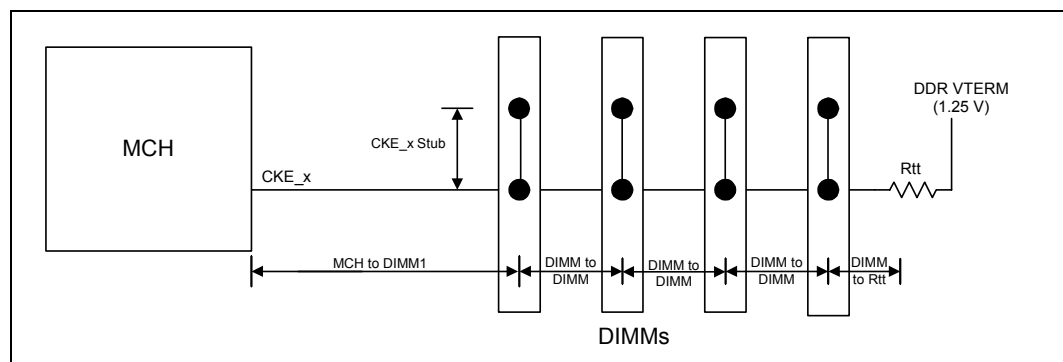 DDR VTERM
(1.25 V)
MCH
CKE_x Stub
Rtt
CKE_x
MCH to DIMM1
DIMM to
DIMM
DIMM to
DIMM
DIMM to
DIMM
DIMM
to Rtt
DIMMs